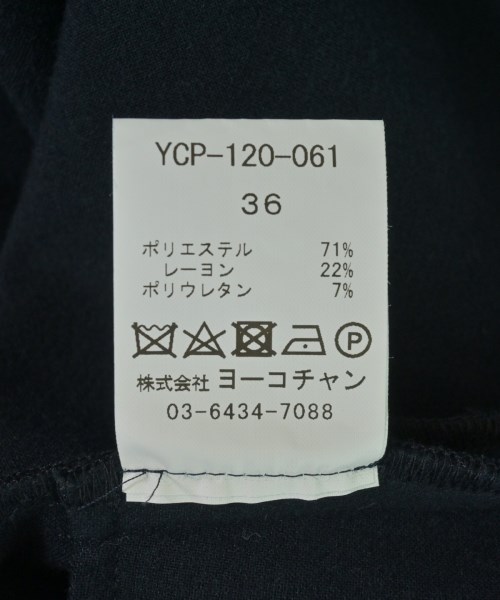 YCP-120-061
36
ポリエステル 71%
レーヨン 22%
ポリウレタン 7%
P
株式会社 ヨーコチャン
03-6434-7088